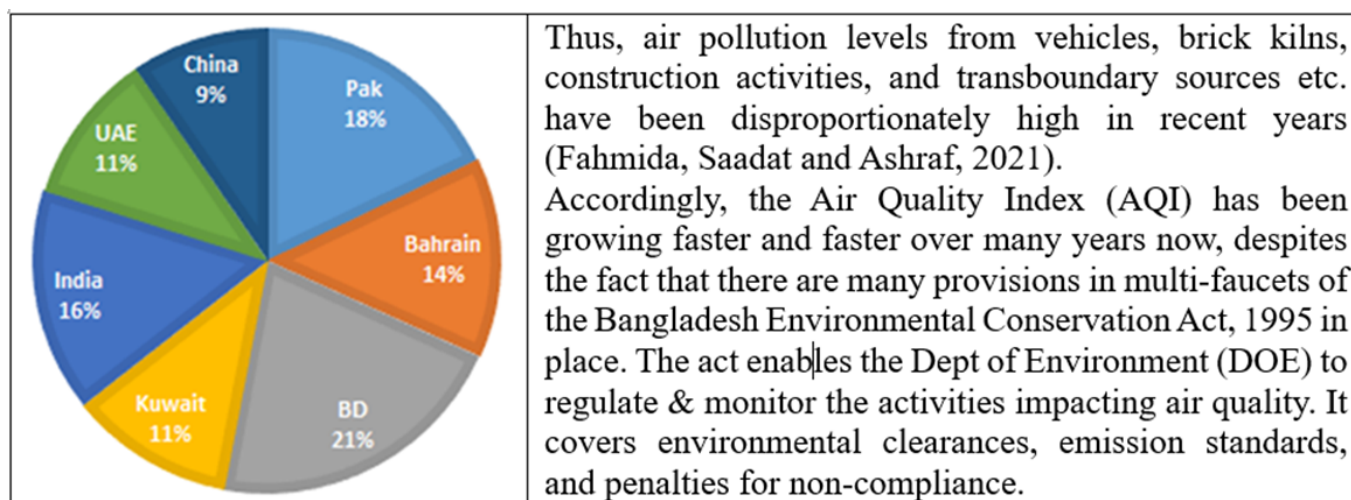 China
9%
Pak
18%
UAE
11%
Bahrain
14%
India
16%
Kuwait
11%
BD
21%
Thus, air pollution levels from vehicles, brick kilns,
construction activities, and transboundary sources etc.
have been disproportionately high in recent years
(Fahmida, Saadat and Ashraf, 2021).
Accordingly, the Air Quality Index (AQI) has been
growing faster and faster over many years now, despites
the fact that there are many provisions in multi-faucets of
the Bangladesh Environmental Conservation Act, 1995 in
place. The act enables the Dept of Environment (DOE) to
regulate & monitor the activities impacting air quality. It
covers environmental clearances, emission standards,
and penalties for non-compliance.